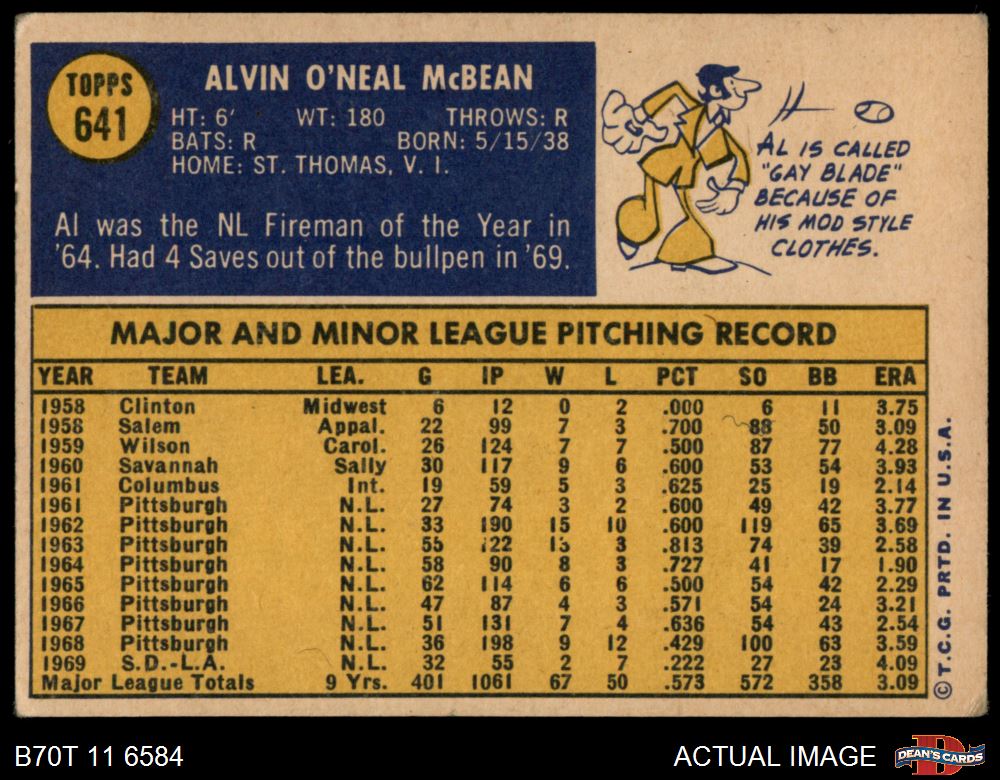 TOPPS
641
ALVIN O'NEAL McBEAN
HT: 6' WT: 180 THROWS: R
BATS: R BORN: 5/15/38
HOME: ST. THOMAS, V. I.
Al was the NL Fireman of the Year in
'64. Had 4 Saves out of the bullpen in '69.
AL IS CALLED
"GAY BLADE"
BECAUSE OF
HIS MOD STYLE
CLOTHES.
MAJOR AND MINOR LEAGUE PITCHING RECORD
YEAR TEAM LEA. G IP W L PCT SO BB ERA
1958 Clinton Midwest 6 12 0 2 .000 6 11 3.75
1958 Salem Appal. 22 99 7 3 .700 88 50 3.09
1959 Wilson Carol. 26 124 7 7 .500 87 77 4.28
1960 Savannah Sally 30 117 9 6 .600 53 54 3.93
1961 Columbus Int. 19 59 5 3 .625 25 19 2.14
1961 Pittsburgh N.L. 27 74 3 2 .600 49 42 3.77
1962 Pittsburgh N.L. 33 190 15 10 .600 119 65 3.69
1963 Pittsburgh N.L. 55 122 13 3 .813 74 39 2.58
1964 Pittsburgh N.L. 58 90 8 3 .727 41 17 1.90
1965 Pittsburgh N.L. 62 114 6 6 .500 54 42 2.29
1966 Pittsburgh N.L. 47 87 4 3 .571 54 24 3.21
1967 Pittsburgh N.L. 51 131 7 4 .636 54 43 2.54
1968 Pittsburgh N.L. 36 198 9 12 .429 100 63 3.59
1969 S.D.-L.A. N.L. 32 55 2 7 .222 27 23 4.09
Major League Totals 9 Yrs. 401 1061 67 50 .573 572 358 3.09
© T.C.G. PRTD. IN U.S.A.
B70T 11 6584
ACTUAL IMAGE
DEAN'S CARDS